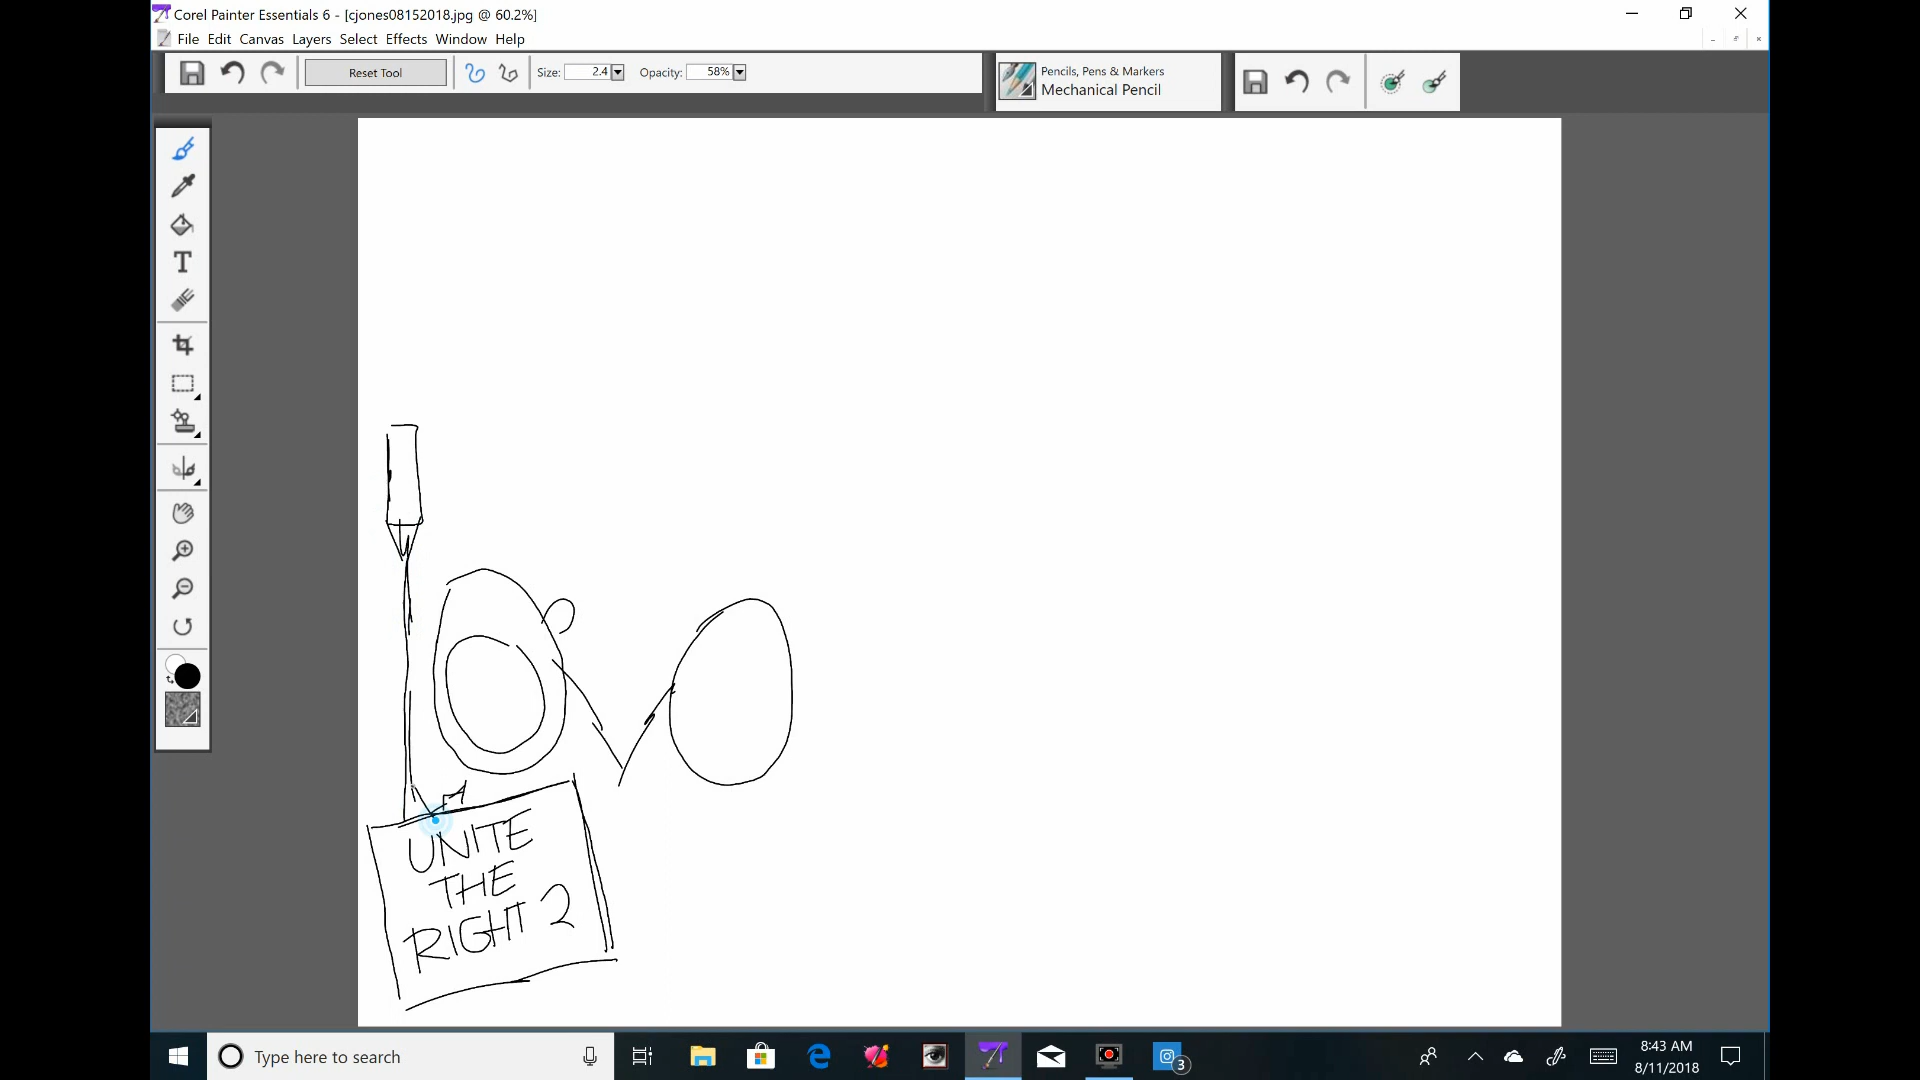 Corel Painter Essentials 6 - [cjones08152018.jpg @ 60.2%]
File Edit Canvas Layers Select Effects Window Help
Reset Tool Size: 2.4 Opacity: 58%
Pencils, Pens & Markers
Mechanical Pencil
T
UNITE
THE
RIGHT 2
Type here to search
3
8:43 AM
8/11/2018